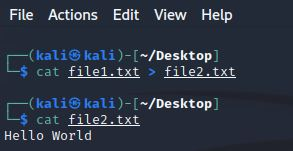 File Actions Edit View Help
┌──(kali㉿kali)-[~/Desktop]
└─$ cat file1.txt > file2.txt
┌──(kali㉿kali)-[~/Desktop]
└─$ cat file2.txt
Hello World